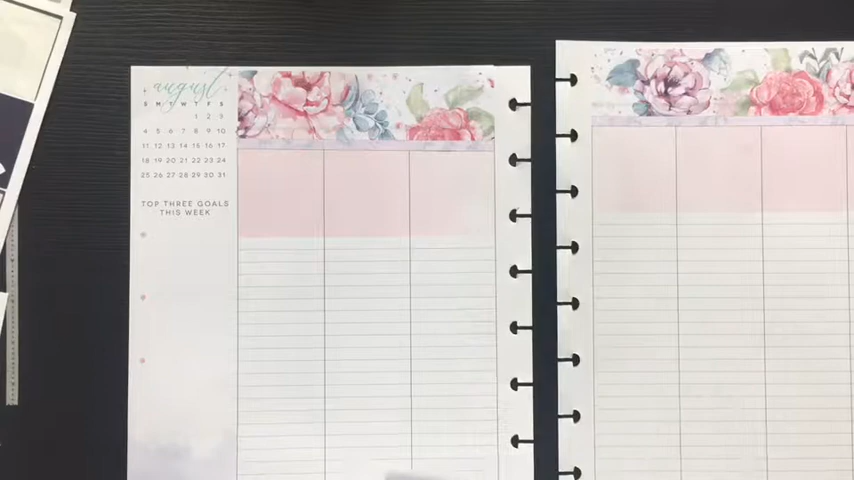 august
S M T W T F S
1 2 3
4 5 6 7 8 9 10
11 12 13 14 15 16 17
18 19 20 21 22 23 24
25 26 27 28 29 30 31
TOP THREE GOALS
THIS WEEK